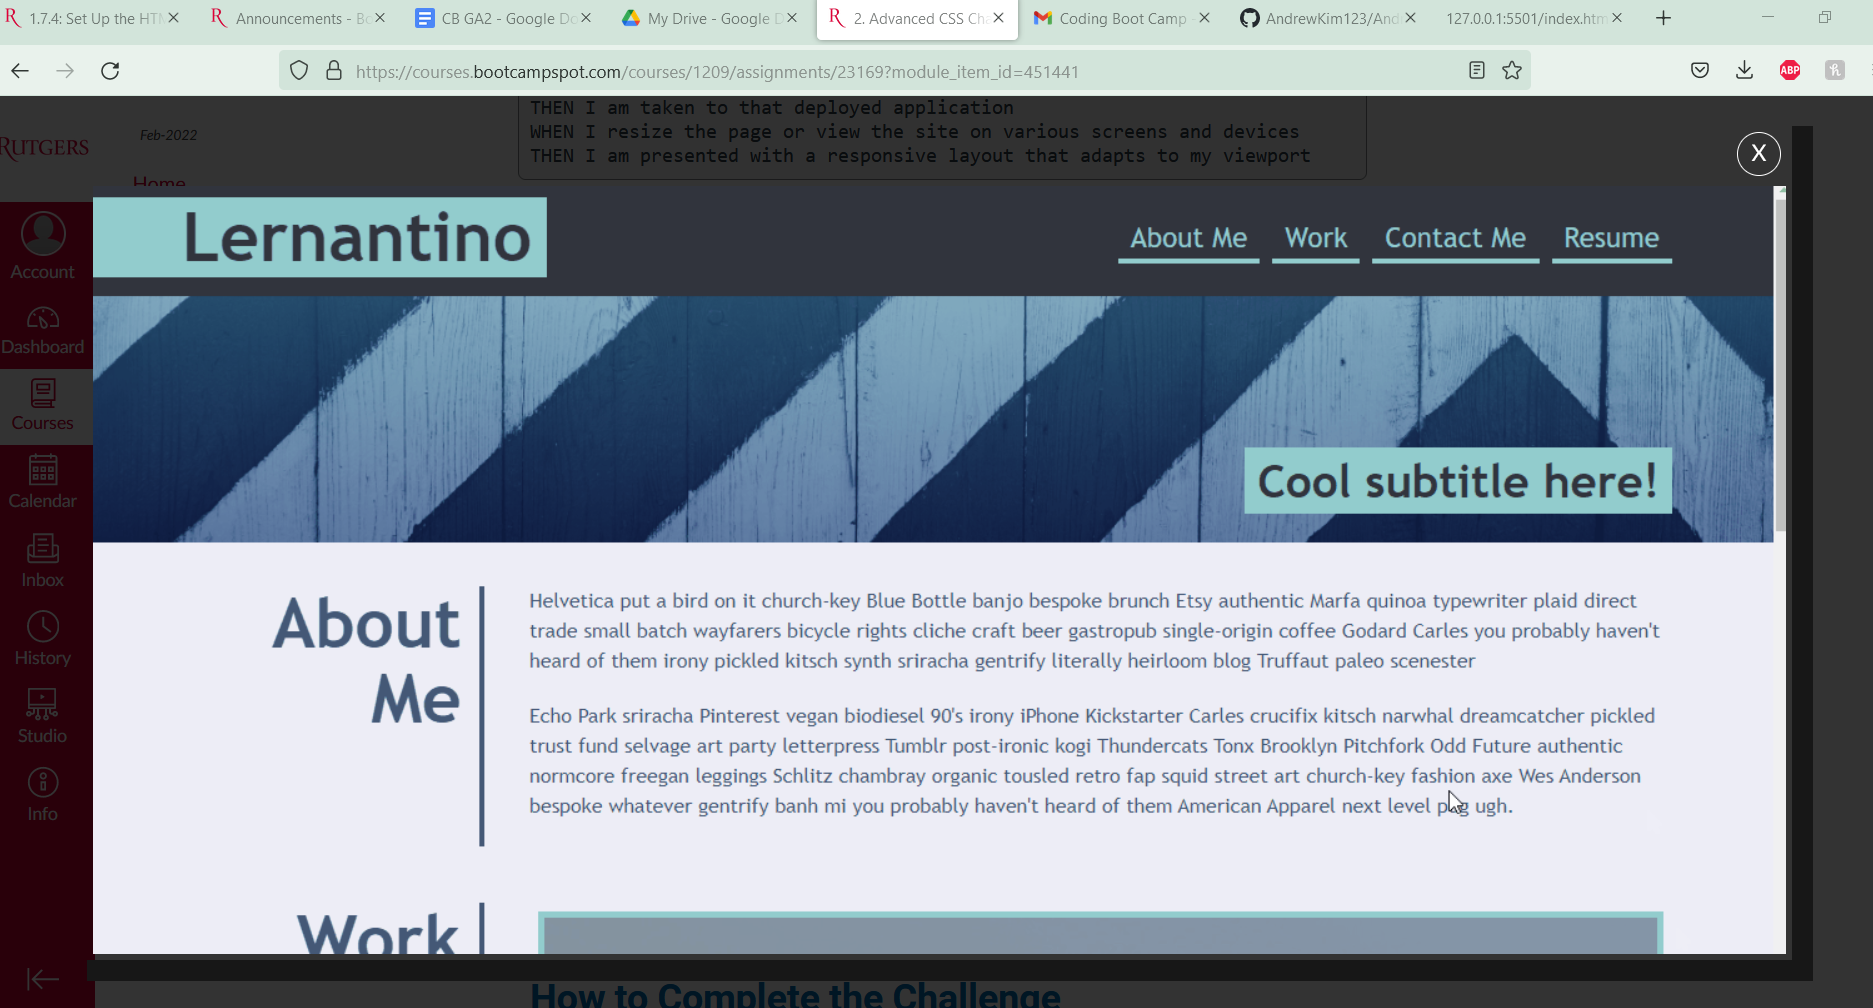 1.7.4: Set Up the HTM
Announcements - Bo
CB GA2 - Google Do
My Drive - Google D
2. Advanced CSS Cha
Coding Boot Camp -
AndrewKim123/And
127.0.0.1:5501/index.htm
https://courses.bootcampspot.com/courses/1209/assignments/23169?module_item_id=451441
ABP
THEN I am taken to that deployed application
WHEN I resize the page or view the site on various screens and devices
THEN I am presented with a responsive layout that adapts to my viewport
RUTGERS
Feb-2022
Home
X
Account
Dashboard
Courses
Calendar
Inbox
History
Studio
Info
Lernantino
About Me Work Contact Me Resume
Cool subtitle here!
About
Me
Helvetica put a bird on it church-key Blue Bottle banjo bespoke brunch Etsy authentic Marfa quinoa typewriter plaid direct
trade small batch wayfarers bicycle rights cliche craft beer gastropub single-origin coffee Godard Carles you probably haven't
heard of them irony pickled kitsch synth sriracha gentrify literally heirloom blog Truffaut paleo scenester
Echo Park sriracha Pinterest vegan biodiesel 90's irony iPhone Kickstarter Carles crucifix kitsch narwhal dreamcatcher pickled
trust fund selvage art party letterpress Tumblr post-ironic kogi Thundercats Tonx Brooklyn Pitchfork Odd Future authentic
normcore freegan leggings Schlitz chambray organic tousled retro fap squid street art church-key fashion axe Wes Anderson
bespoke whatever gentrify banh mi you probably haven't heard of them American Apparel next level ugh.
Work
How to Complete the Challenge